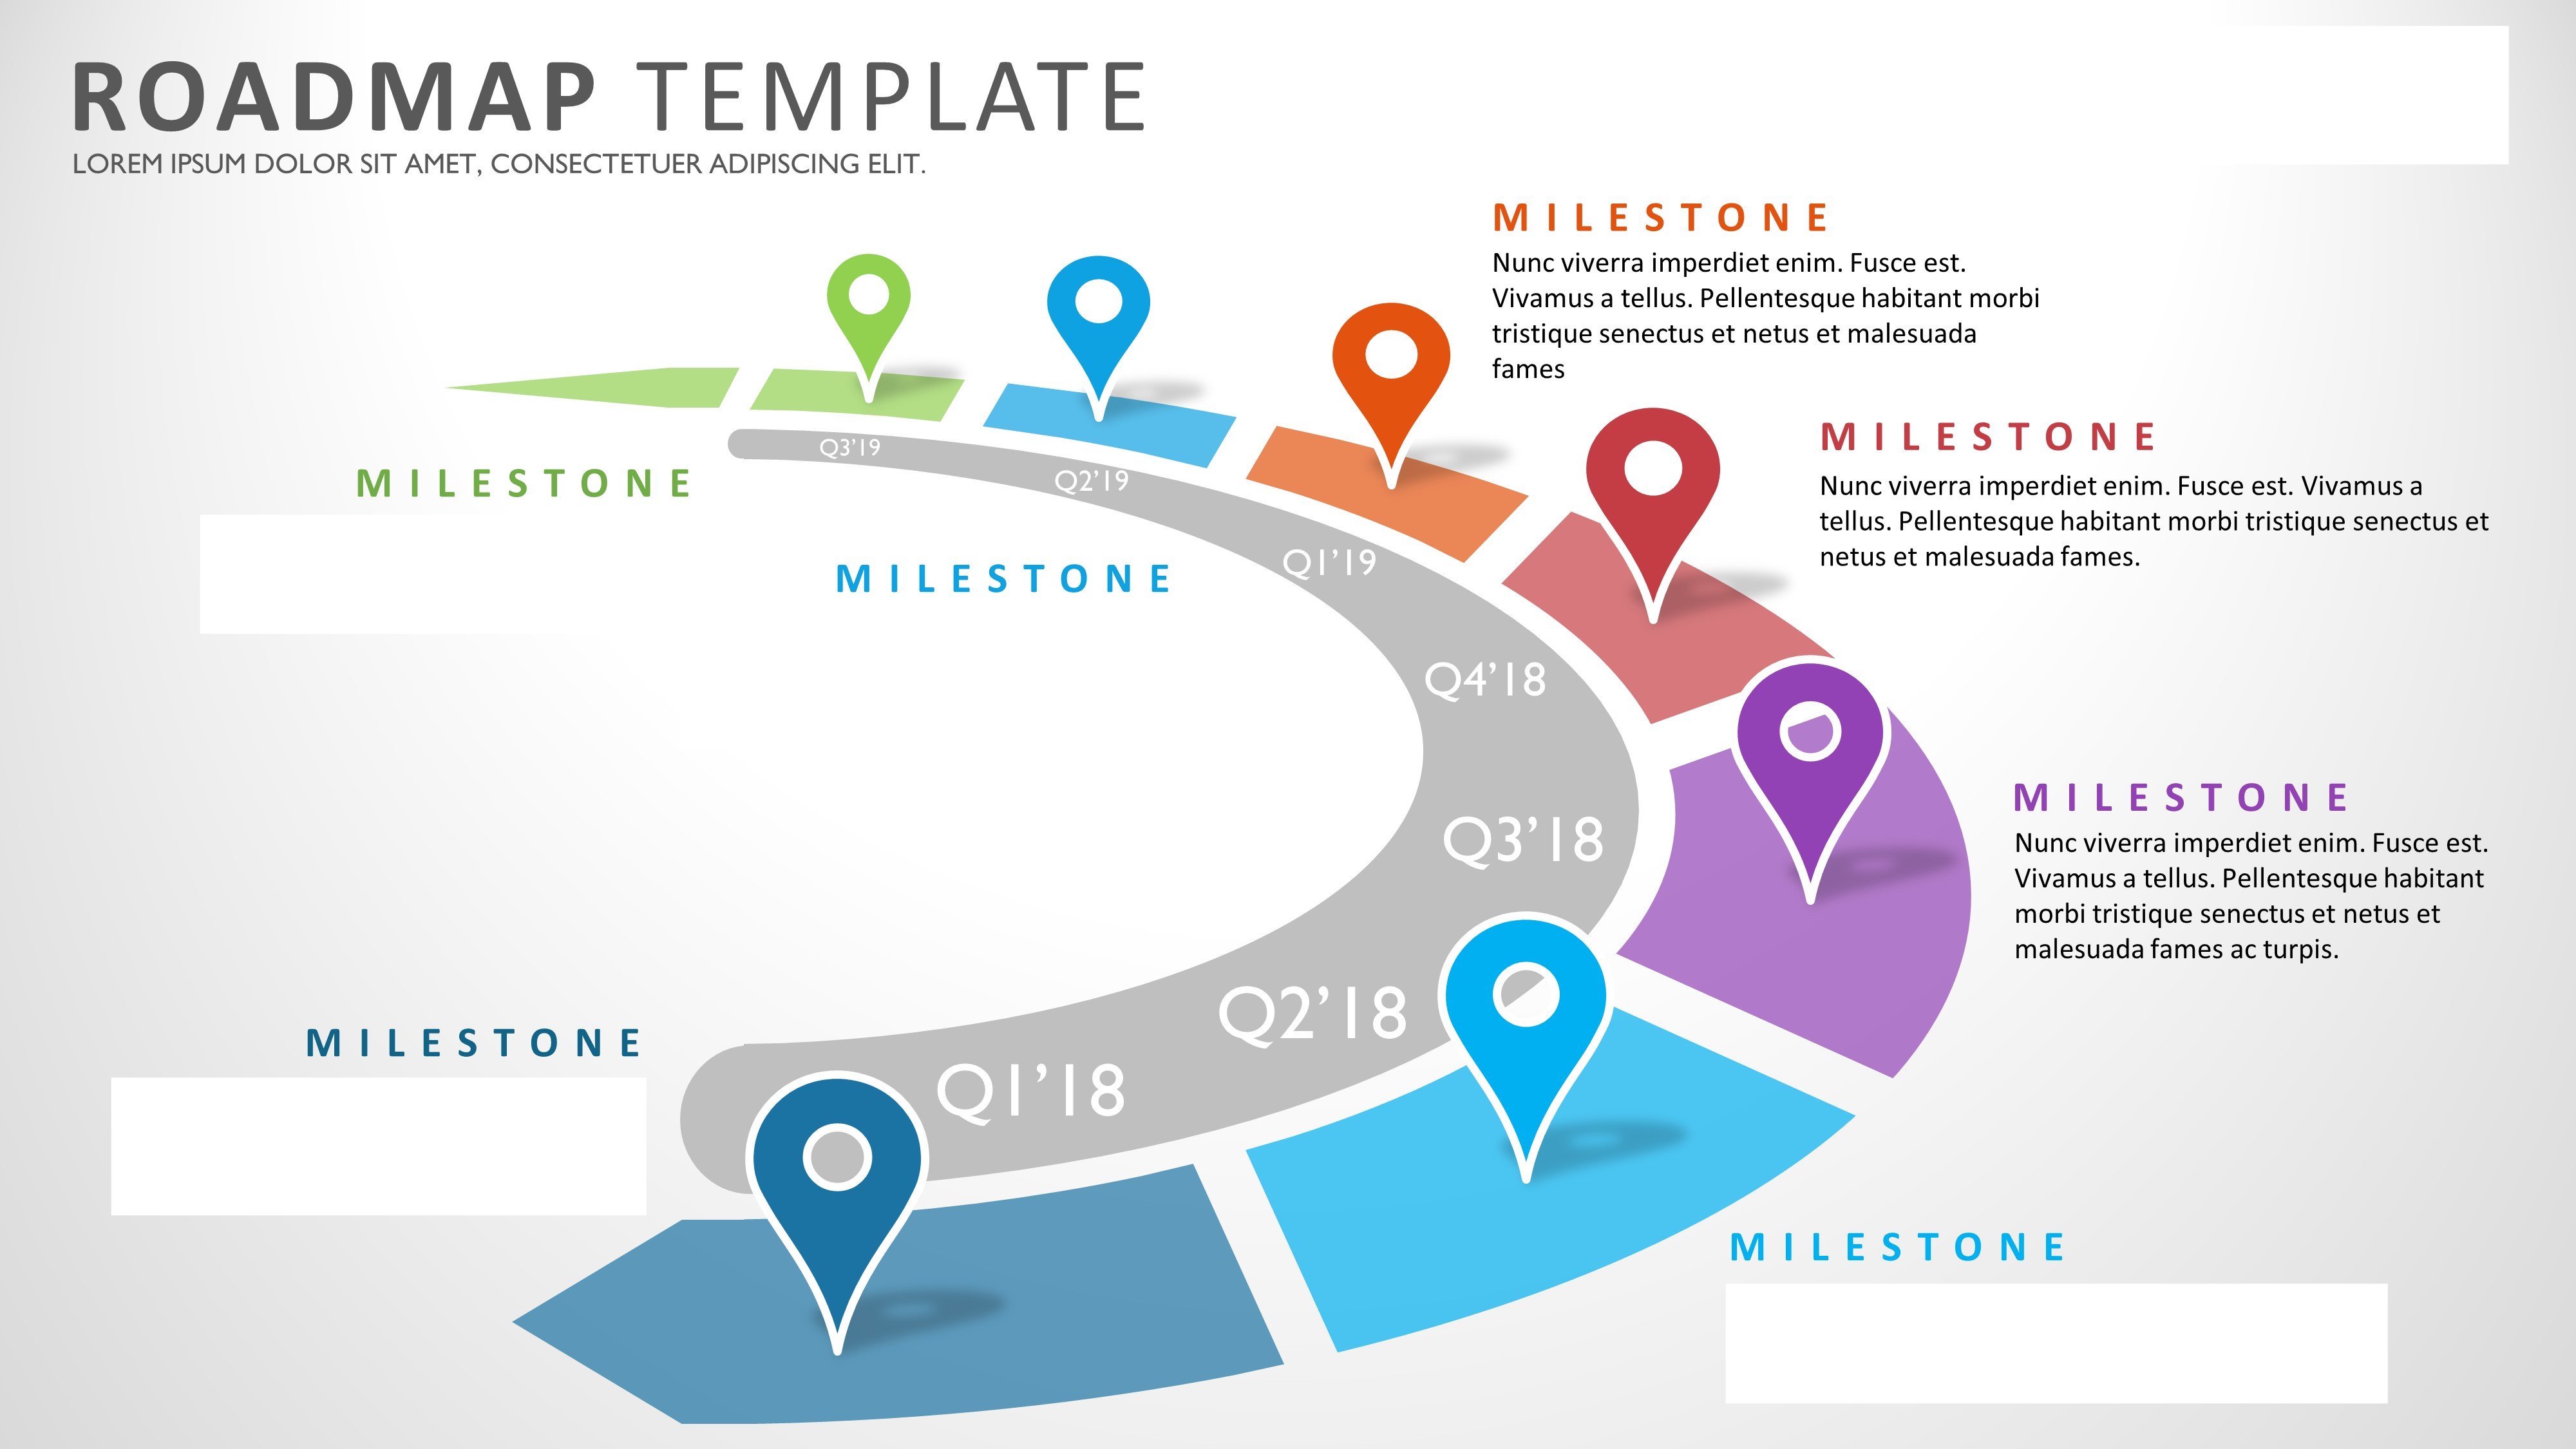 ROADMAP TEMPLATE
LOREM IPSUM DOLOR SIT AMET, CONSECTETUER ADIPISCING ELIT.
MILESTONE
Nunc viverra imperdiet enim. Fusce est.
Vivamus a tellus. Pellentesque habitant morbi
tristique senectus et netus et malesuada
fames
MILESTONE
Nunc viverra imperdiet enim. Fusce est. Vivamus a
tellus. Pellentesque habitant morbi tristique senectus et
netus et malesuada fames.
Q3’19
Q2’19
MILESTONE
MILESTONE
Q1’19
Q4’18
Q3’18
MILESTONE
Nunc viverra imperdiet enim. Fusce est.
Vivamus a tellus. Pellentesque habitant
morbi tristique senectus et netus et
malesuada fames ac turpis.
Q2’18
MILESTONE
Q1’18
MILESTONE